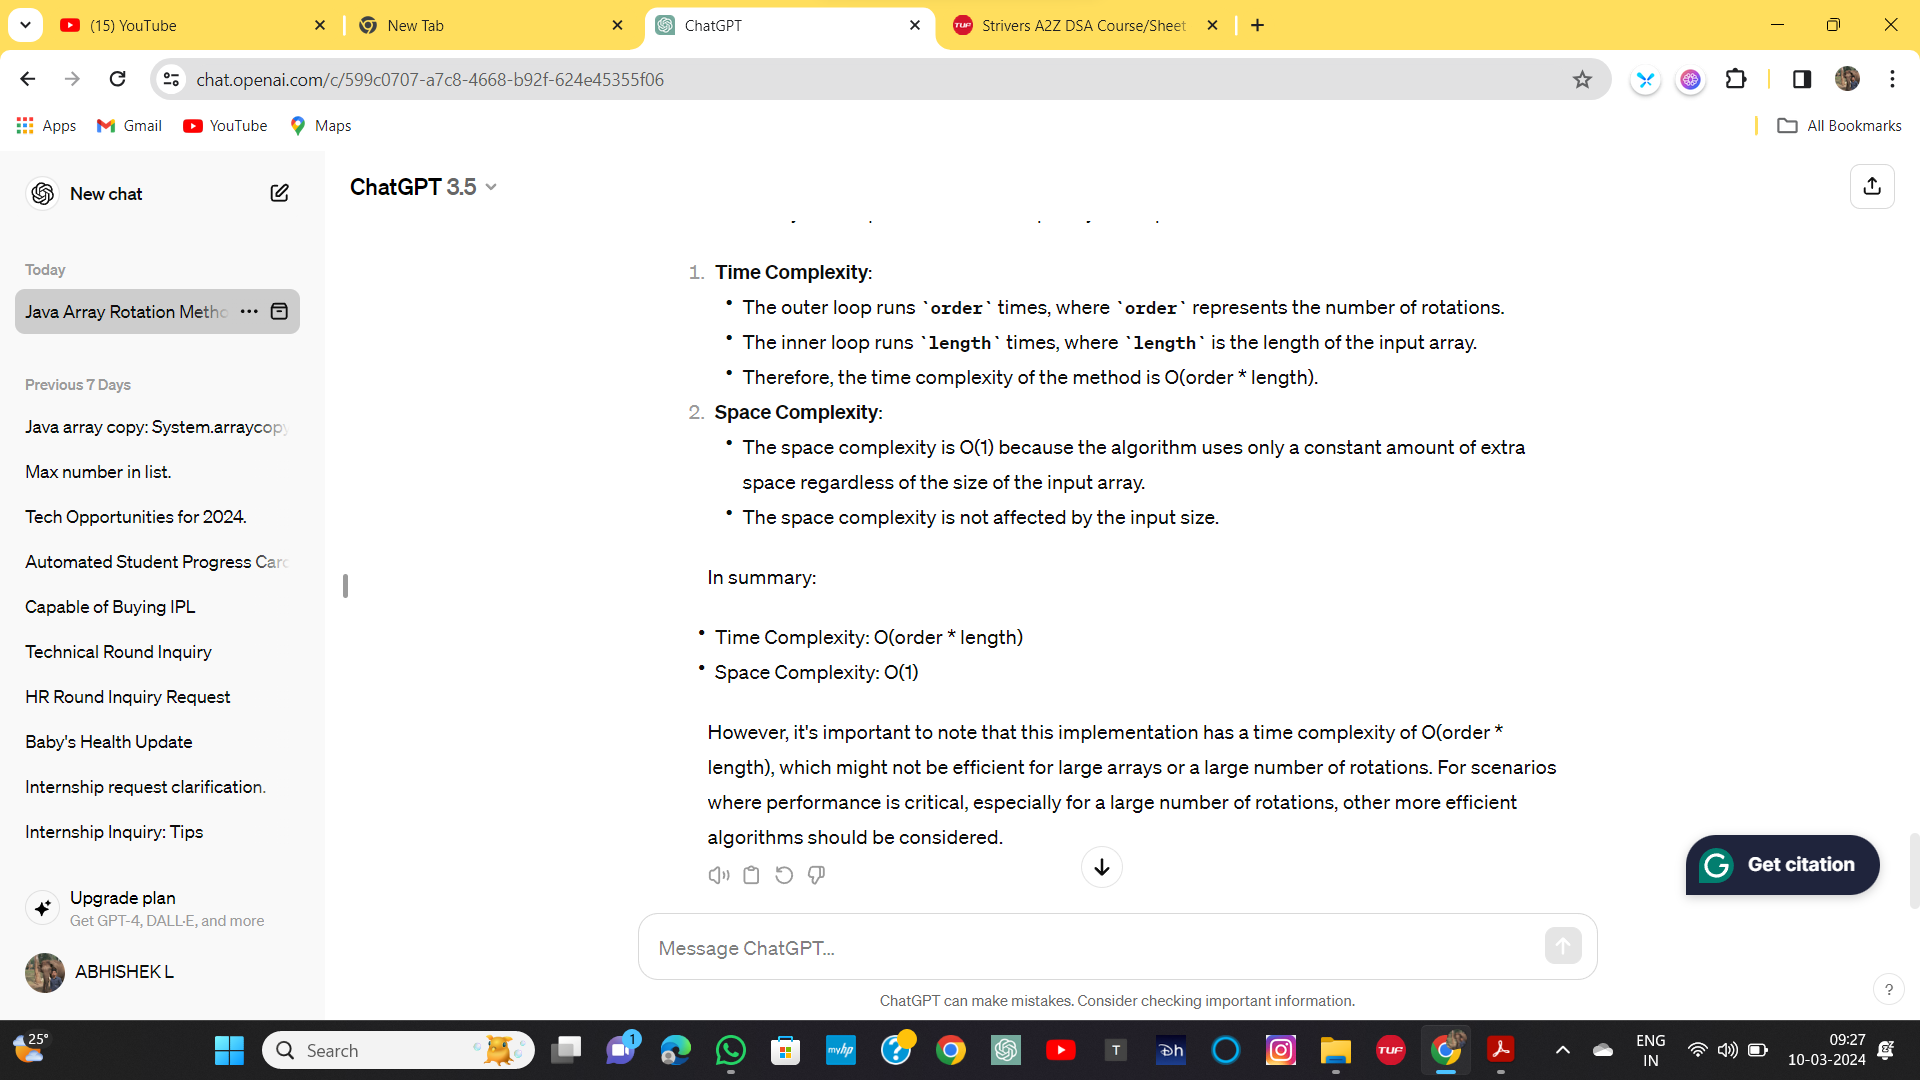 (15) YouTube
New Tab
ChatGPT
Strivers A2Z DSA Course/Sheet
chat.openai.com/c/599c0707-a7c8-4668-b92f-624e45355f06
Apps
Gmail
YouTube
Maps
All Bookmarks
New chat
Today
Java Array Rotation Metho
Previous 7 Days
Java array copy: System.arraycopy
Max number in list.
Tech Opportunities for 2024.
Automated Student Progress Card
Capable of Buying IPL
Technical Round Inquiry
HR Round Inquiry Request
Baby's Health Update
Internship request clarification.
Internship Inquiry: Tips
Upgrade plan
Get GPT-4, DALL·E, and more
ABHISHEK L
ChatGPT 3.5
1. Time Complexity:
• The outer loop runs `order` times, where `order` represents the number of rotations.
• The inner loop runs `length` times, where `length` is the length of the input array.
• Therefore, the time complexity of the method is O(order * length).
2. Space Complexity:
• The space complexity is O(1) because the algorithm uses only a constant amount of extra
space regardless of the size of the input array.
• The space complexity is not affected by the input size.
In summary:
• Time Complexity: O(order * length)
• Space Complexity: O(1)
However, it's important to note that this implementation has a time complexity of O(order *
length), which might not be efficient for large arrays or a large number of rotations. For scenarios
where performance is critical, especially for a large number of rotations, other more efficient
algorithms should be considered.
Get citation
Message ChatGPT...
ChatGPT can make mistakes. Consider checking important information.
?
25°
Search
1
myhp
?
T
Dh
TUF
ENG
IN
09:27
10-03-2024